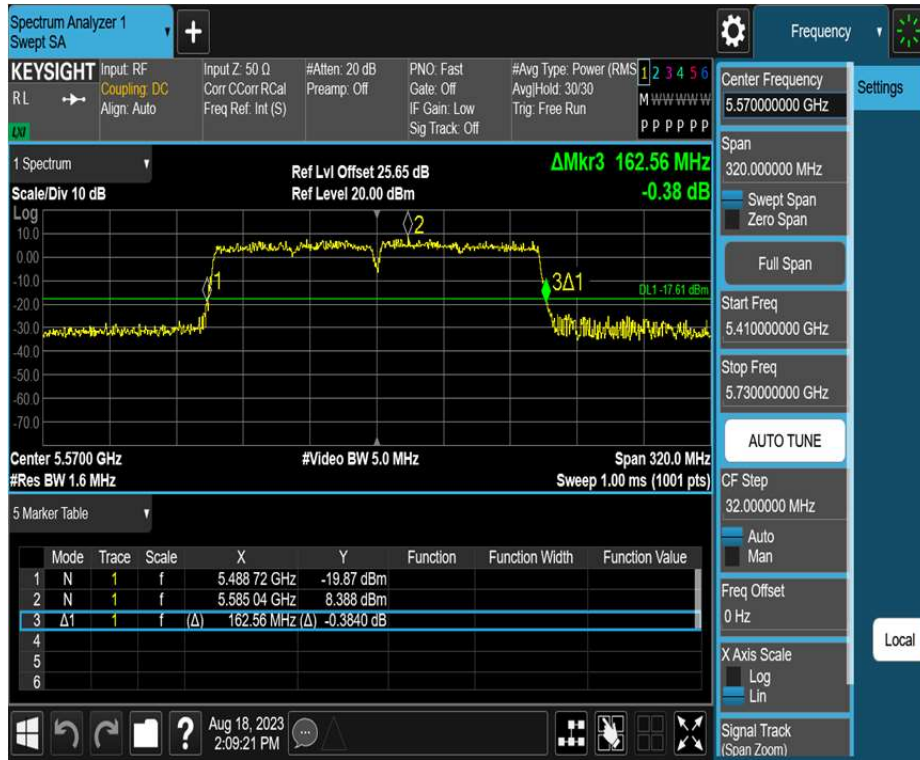 Spectrum Analyzer 1
Swept SA
+
Frequency
KEYSIGHT
RL
LXI
Input: RF
Coupling: DC
Align: Auto
Input Z: 50 Ω
Corr CCorr RCal
Freq Ref: Int (S)
#Atten: 20 dB
Preamp: Off
PNO: Fast
Gate: Off
IF Gain: Low
Sig Track: Off
#Avg Type: Power (RMS
Avg|Hold: 30/30
Trig: Free Run
1 2 3 4 5 6
M W W W W W
P P P P P P
Center Frequency
5.570000000 GHz
Settings
1 Spectrum
Scale/Div 10 dB
Ref Lvl Offset 25.65 dB
Ref Level 20.00 dBm
ΔMkr3 162.56 MHz
-0.38 dB
Span
320.000000 MHz
Swept Span
Zero Span
Full Span
Start Freq
5.410000000 GHz
Stop Freq
5.730000000 GHz
AUTO TUNE
CF Step
32.000000 MHz
Auto
Man
Freq Offset
0 Hz
X Axis Scale
Log
Lin
Signal Track
(Span Zoom)
Local
Log
10.0
0.00
-10.0
-20.0
-30.0
-40.0
-50.0
-60.0
-70.0
1
2
3Δ1
DL1 -17.61 dBm
Center 5.5700 GHz
#Video BW 5.0 MHz
Span 320.0 MHz
#Res BW 1.6 MHz
Sweep 1.00 ms (1001 pts)
5 Marker Table
Mode Trace Scale X Y Function Function Width Function Value
1 N 1 f 5.488 72 GHz -19.87 dBm
2 N 1 f 5.585 04 GHz 8.388 dBm
3 Δ1 1 f (Δ) 162.56 MHz (Δ) -0.3840 dB
4
5
6
?
Aug 18, 2023
2:09:21 PM